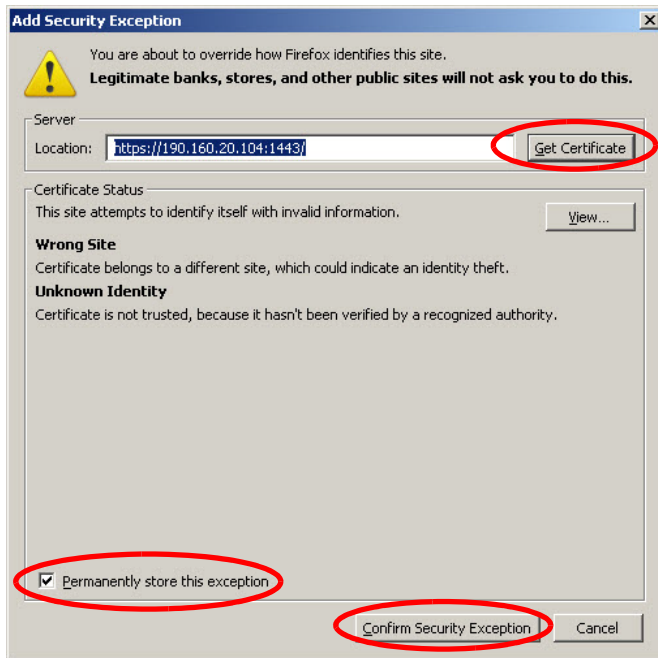 Add Security Exception
You are about to override how Firefox identifies this site.
Legitimate banks, stores, and other public sites will not ask you to do this.
Server
Location: https://190.160.20.104:1443/ Get Certificate
Certificate Status
This site attempts to identify itself with invalid information. View...
Wrong Site
Certificate belongs to a different site, which could indicate an identity theft.
Unknown Identity
Certificate is not trusted, because it hasn't been verified by a recognized authority.
Permanently store this exception
Confirm Security Exception Cancel